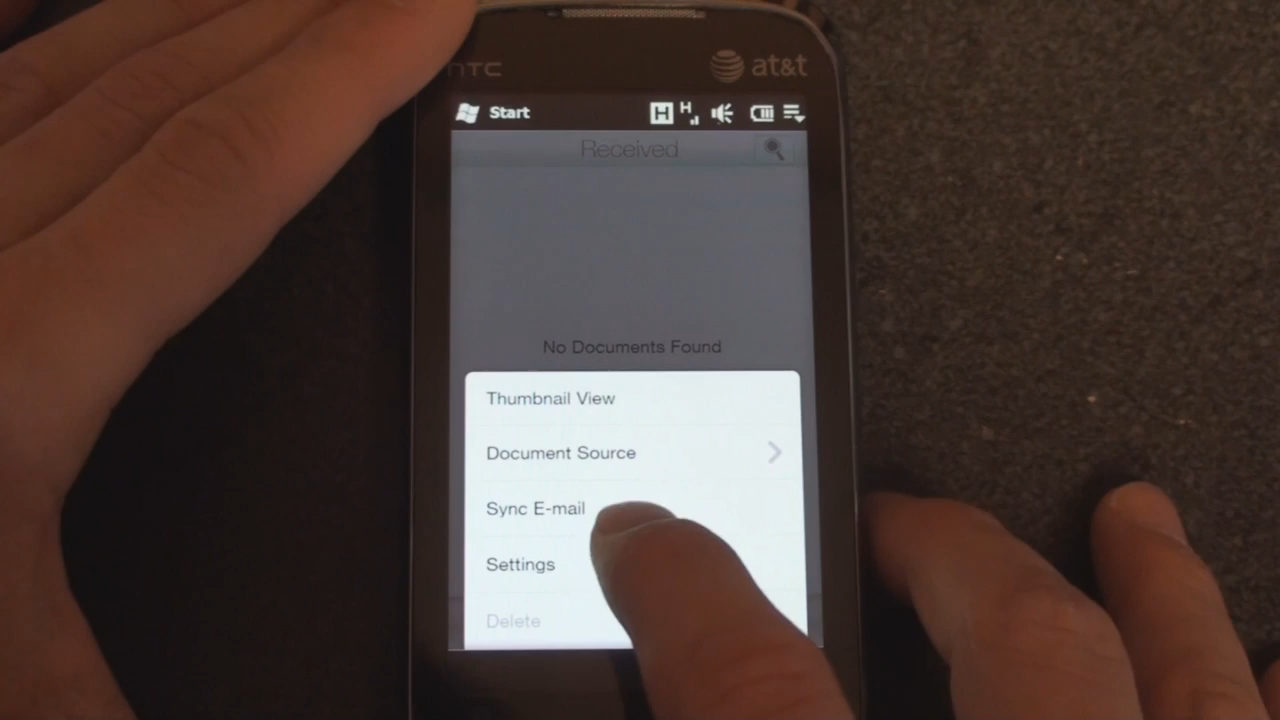 hTC at&t
Start H H
Received
No Documents Found
Thumbnail View
Document Source
Sync E-mail
Settings
Delete